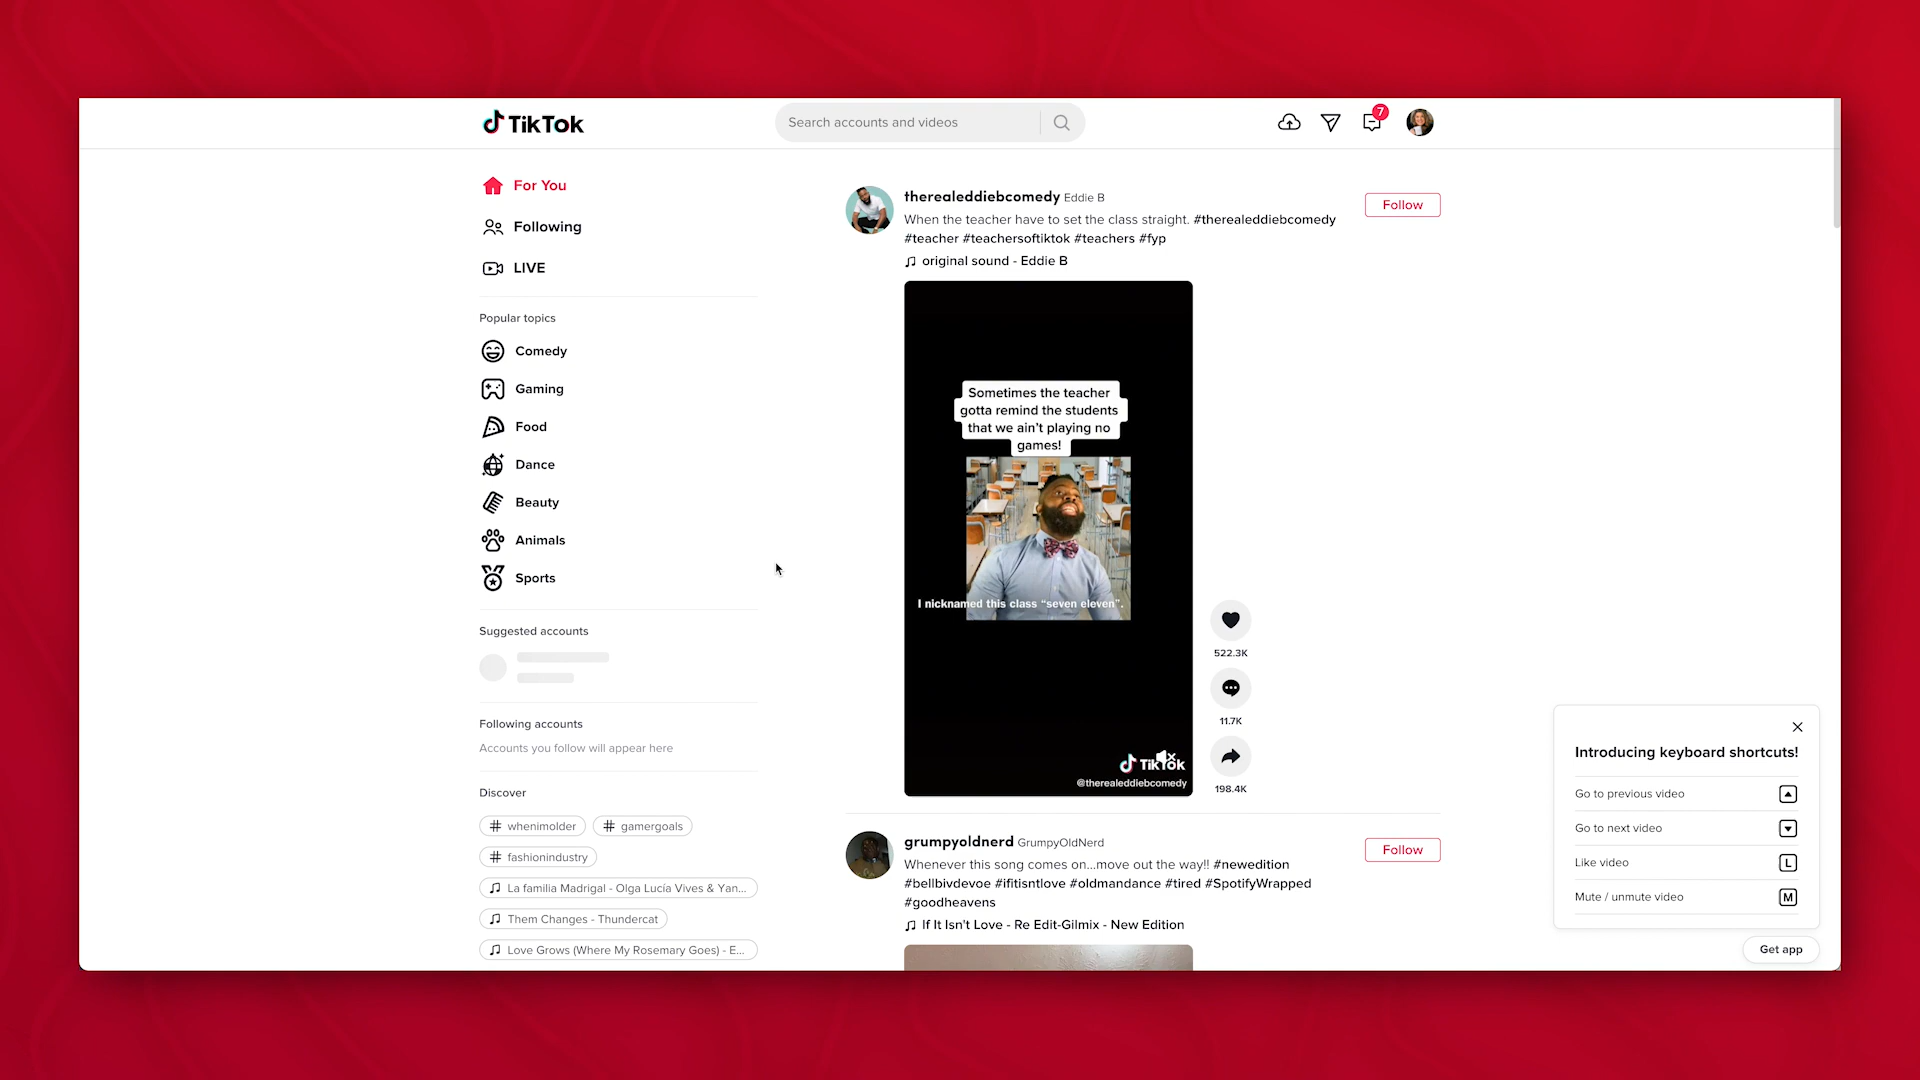 TikTok
Search accounts and videos
7
For You
Following
LIVE
Popular topics
Comedy
Gaming
Food
Dance
Beauty
Animals
Sports
Suggested accounts
Following accounts
Accounts you follow will appear here
Discover
# whenimolder
# gamergoals
# fashionindustry
La familia Madrigal - Olga Lucía Vives & Yan...
Them Changes - Thundercat
Love Grows (Where My Rosemary Goes) - E...
therealeddiebcomedy Eddie B
Follow
When the teacher have to set the class straight. #therealeddiebcomedy
#teacher #teachersoftiktok #teachers #fyp
original sound - Eddie B
Sometimes the teacher
gotta remind the students
that we ain't playing no
games!
I nicknamed this class “seven eleven”.
TikTok
@therealeddiebcomedy
522.3K
11.7K
198.4K
grumpyoldnerd GrumpyOldNerd
Follow
Whenever this song comes on...move out the way!! #newedition
#bellbivdevoe #ifitisntlove #oldmandance #tired #SpotifyWrapped
#goodheavens
If It Isn't Love - Re Edit-Gilmix - New Edition
Introducing keyboard shortcuts!
Go to previous video
Go to next video
Like video L
Mute / unmute video M
Get app